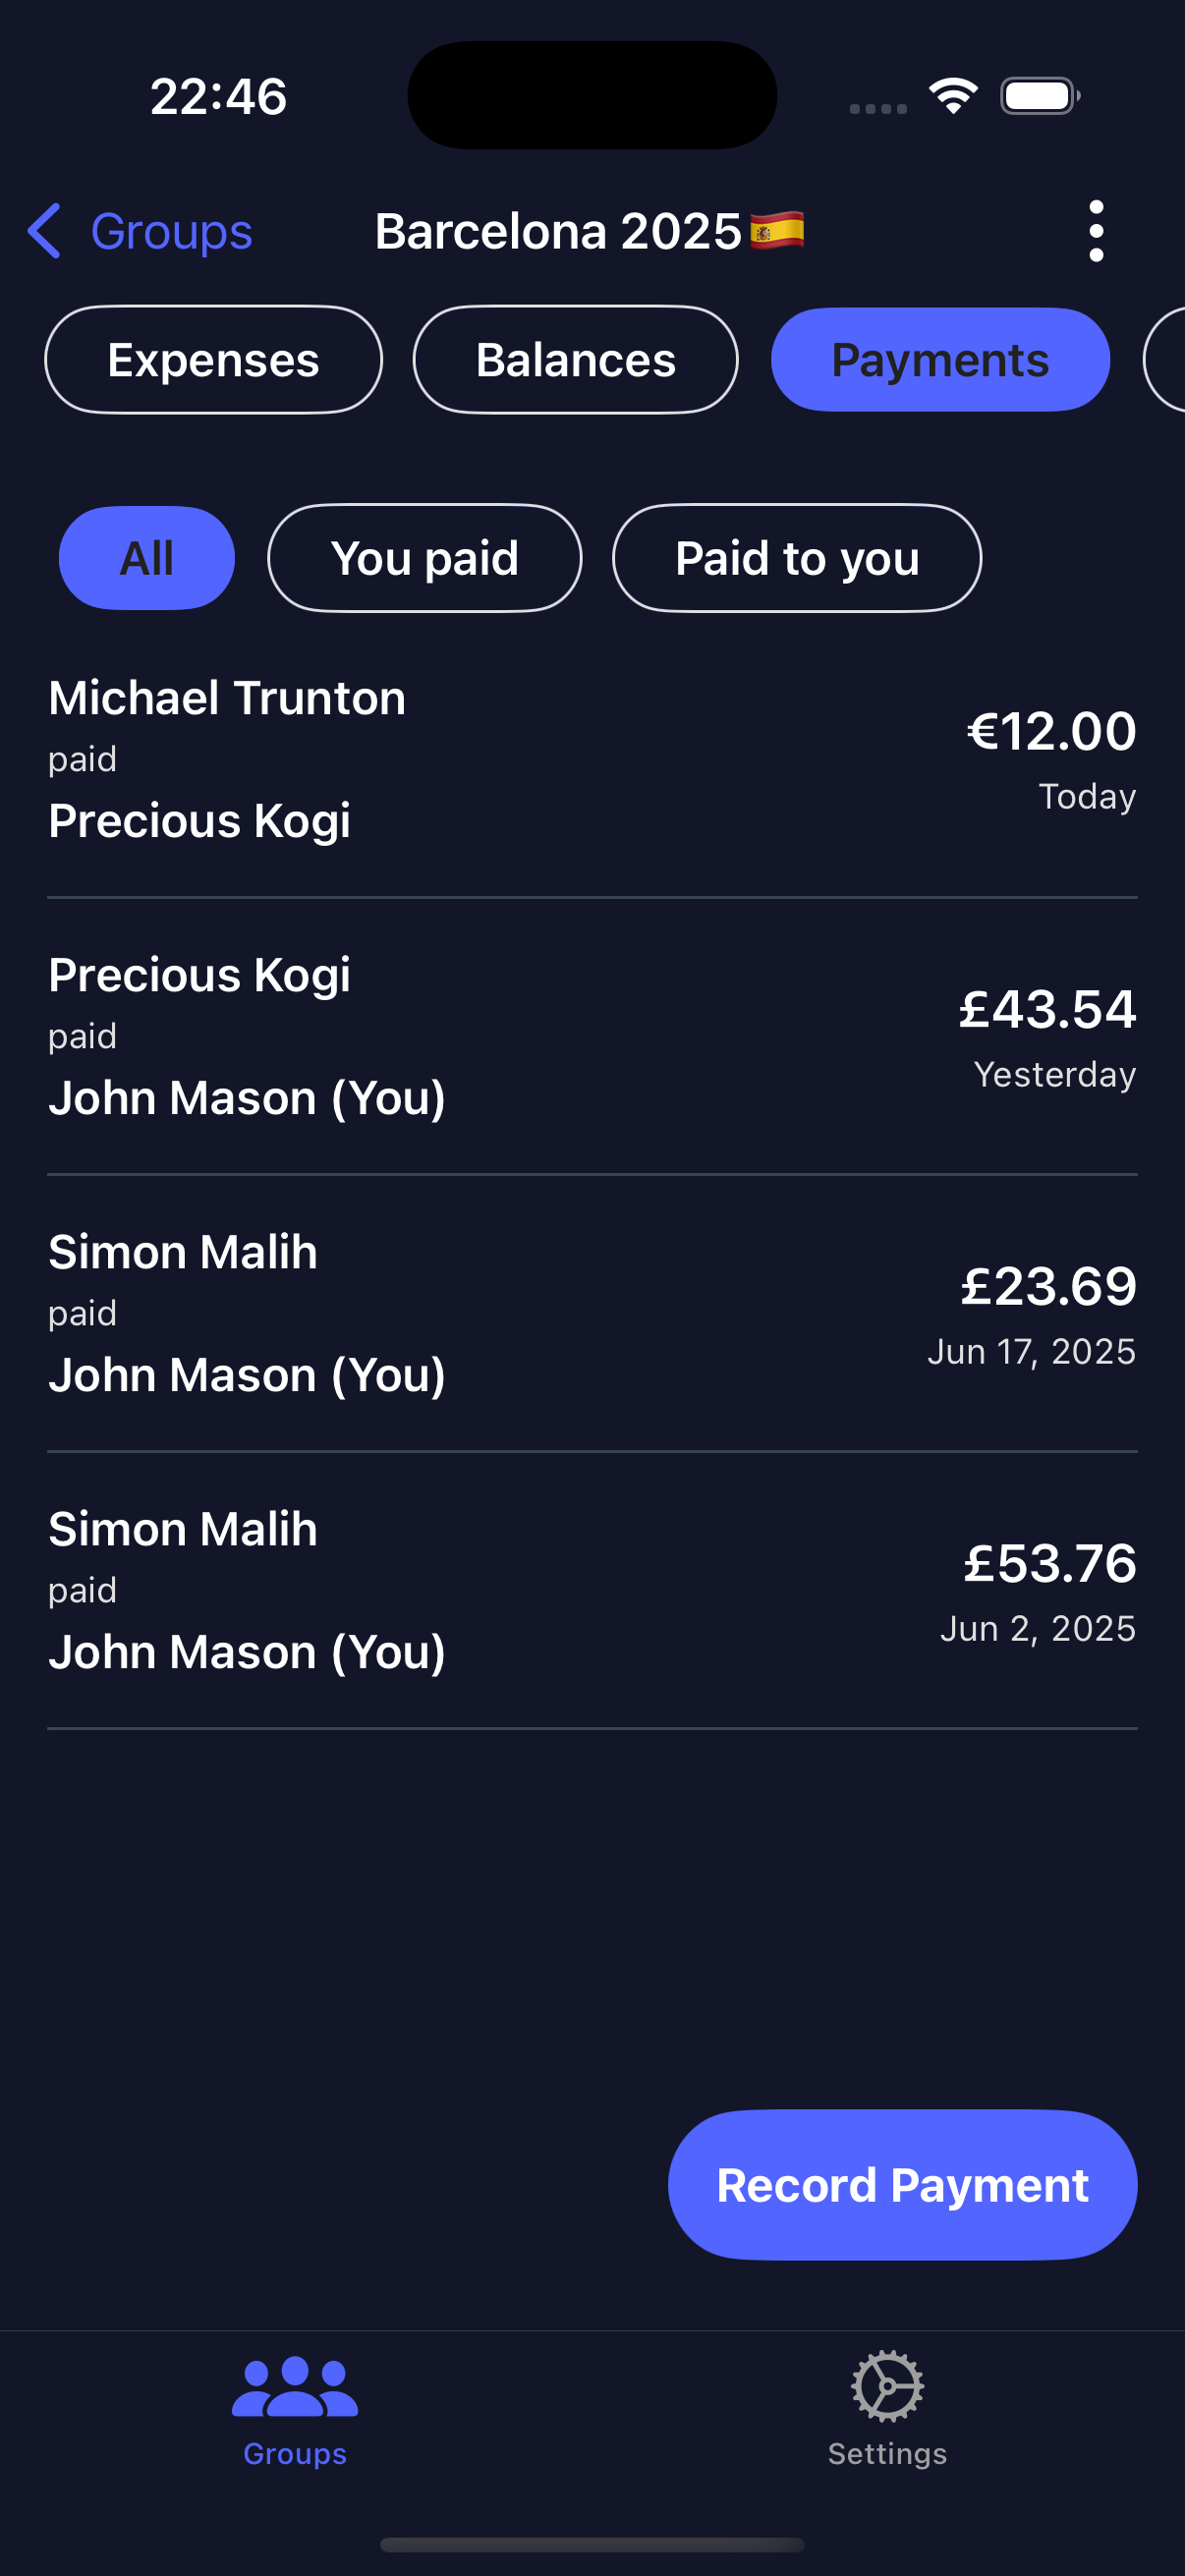 22:46
Groups
Barcelona 2025🇪🇸
Expenses
Balances
Payments
All
You paid
Paid to you
Michael Trunton
paid
Precious Kogi
€12.00
Today
Precious Kogi
paid
John Mason (You)
£43.54
Yesterday
Simon Malih
paid
John Mason (You)
£23.69
Jun 17, 2025
Simon Malih
paid
John Mason (You)
£53.76
Jun 2, 2025
Record Payment
Groups
Settings